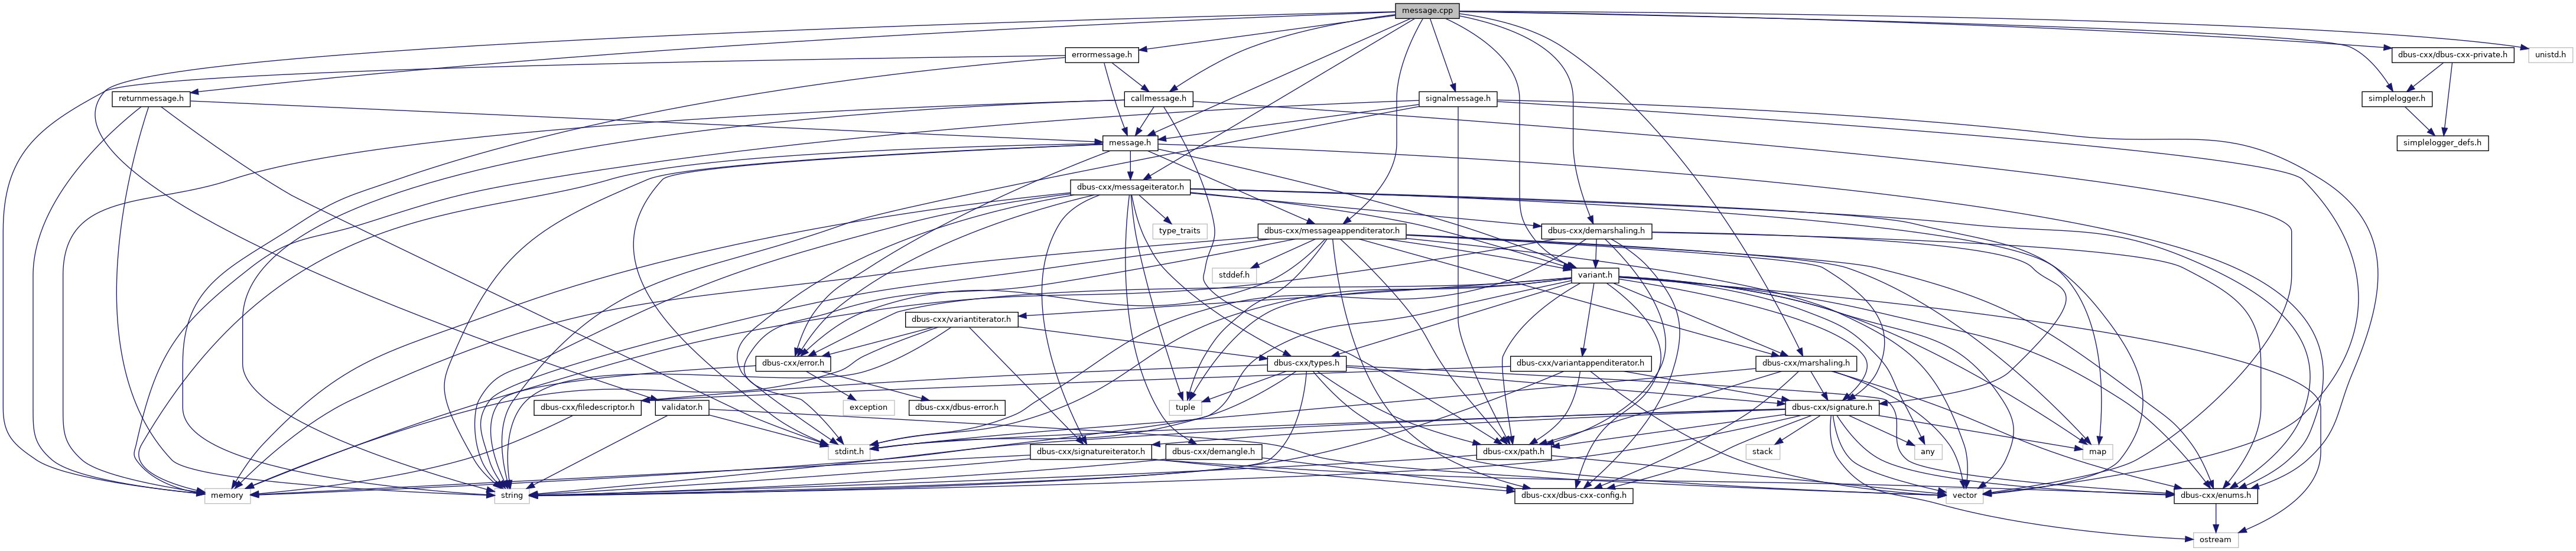 message.cpp
errormessage.h
dbus-cxx/dbus-cxx-private.h
unistd.h
returnmessage.h
callmessage.h
signalmessage.h
simplelogger.h
message.h
simplelogger_defs.h
dbus-cxx/messageiterator.h
type_traits
dbus-cxx/messageappenditerator.h
dbus-cxx/demarshaling.h
stddef.h
variant.h
dbus-cxx/variantiterator.h
dbus-cxx/error.h
dbus-cxx/types.h
dbus-cxx/variantappenditerator.h
dbus-cxx/marshaling.h
dbus-cxx/filedescriptor.h
validator.h
exception
dbus-cxx/dbus-error.h
tuple
dbus-cxx/signature.h
stdint.h
dbus-cxx/signatureiterator.h
dbus-cxx/demangle.h
dbus-cxx/path.h
stack
any
map
memory
string
dbus-cxx/dbus-cxx-config.h
vector
dbus-cxx/enums.h
ostream